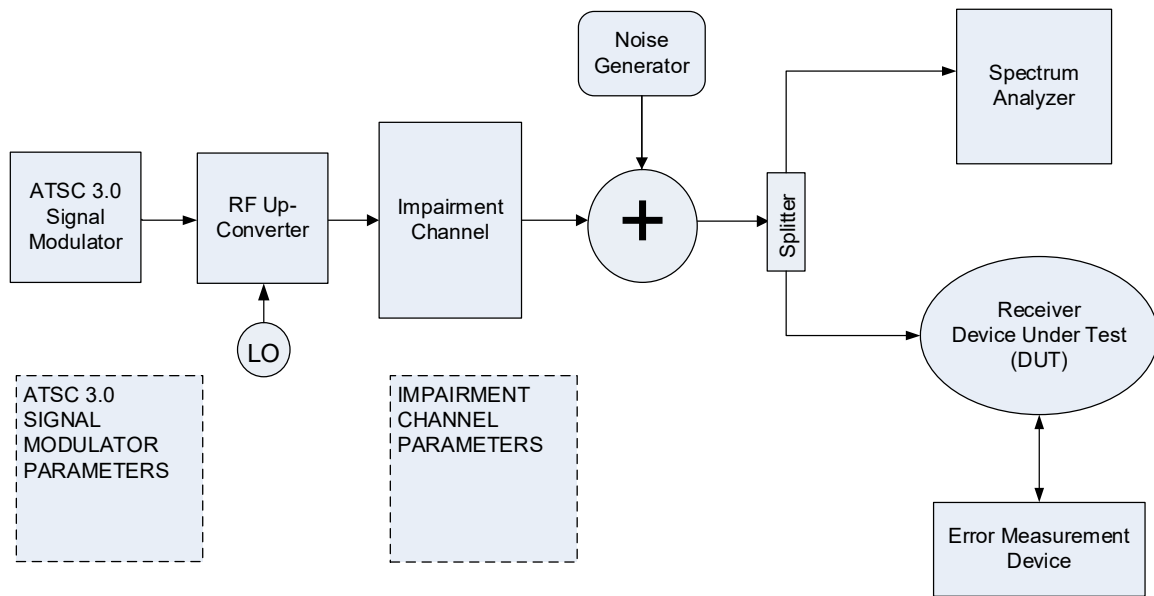 Noise
Generator
Spectrum
Analyzer
ATSC 3.0
Signal
Modulator
RF Up-
Converter
Impairment
Channel
+
Splitter
LO
Receiver
Device Under Test
(DUT)
ATSC 3.0
SIGNAL
MODULATOR
PARAMETERS
IMPAIRMENT
CHANNEL
PARAMETERS
Error Measurement
Device